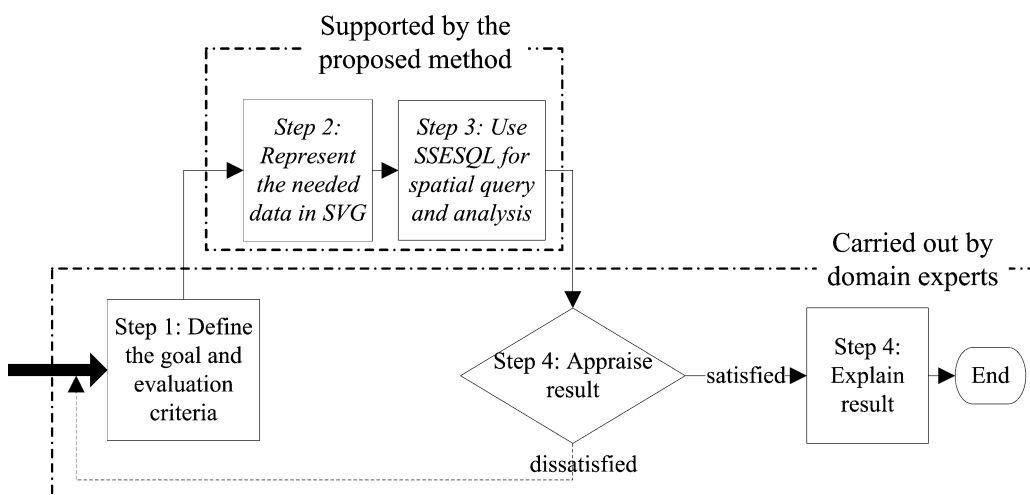 Supported by the
proposed method
Step 2:
Represent
the needed
data in SVG
Step 3: Use
SSESQL for
spatial query
and analysis
Carried out by
domain experts
Step 1: Define
the goal and
evaluation
criteria
Step 4: Appraise
result
satisfied
Step 4:
Explain
result
End
dissatisfied